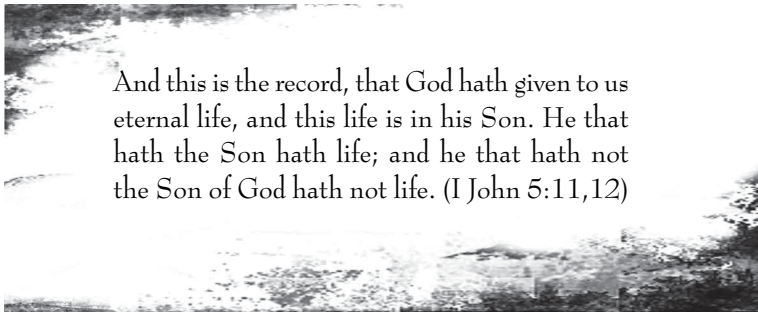 And this is the record, that God hath given to us
eternal life, and this life is in his Son. He that
hath the Son hath life; and he that hath not
the Son of God hath not life. (I John 5:11,12)